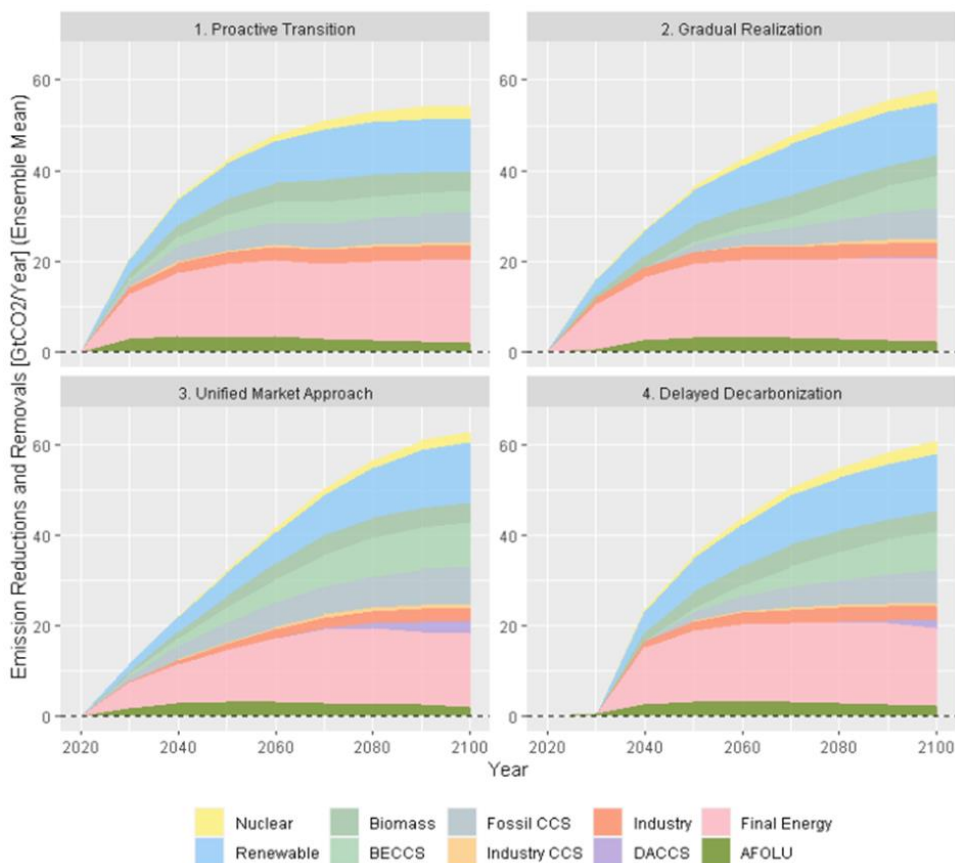 1. Proactive Transition
2. Gradual Realization
60
40
20
0
60
40
20
0
3. Unified Market Approach
4. Delayed Decarbonization
60
40
20
0
60
40
20
0
2020 2040 2060 2080 2100
2020 2040 2060 2080 2100
Emission Reductions and Removals [GtCO2/Year] (Ensemble Mean)
Year
Nuclear Biomass Fossil CCS Industry Final Energy
Renewable BECCS Industry CCS DACCS AFOLU